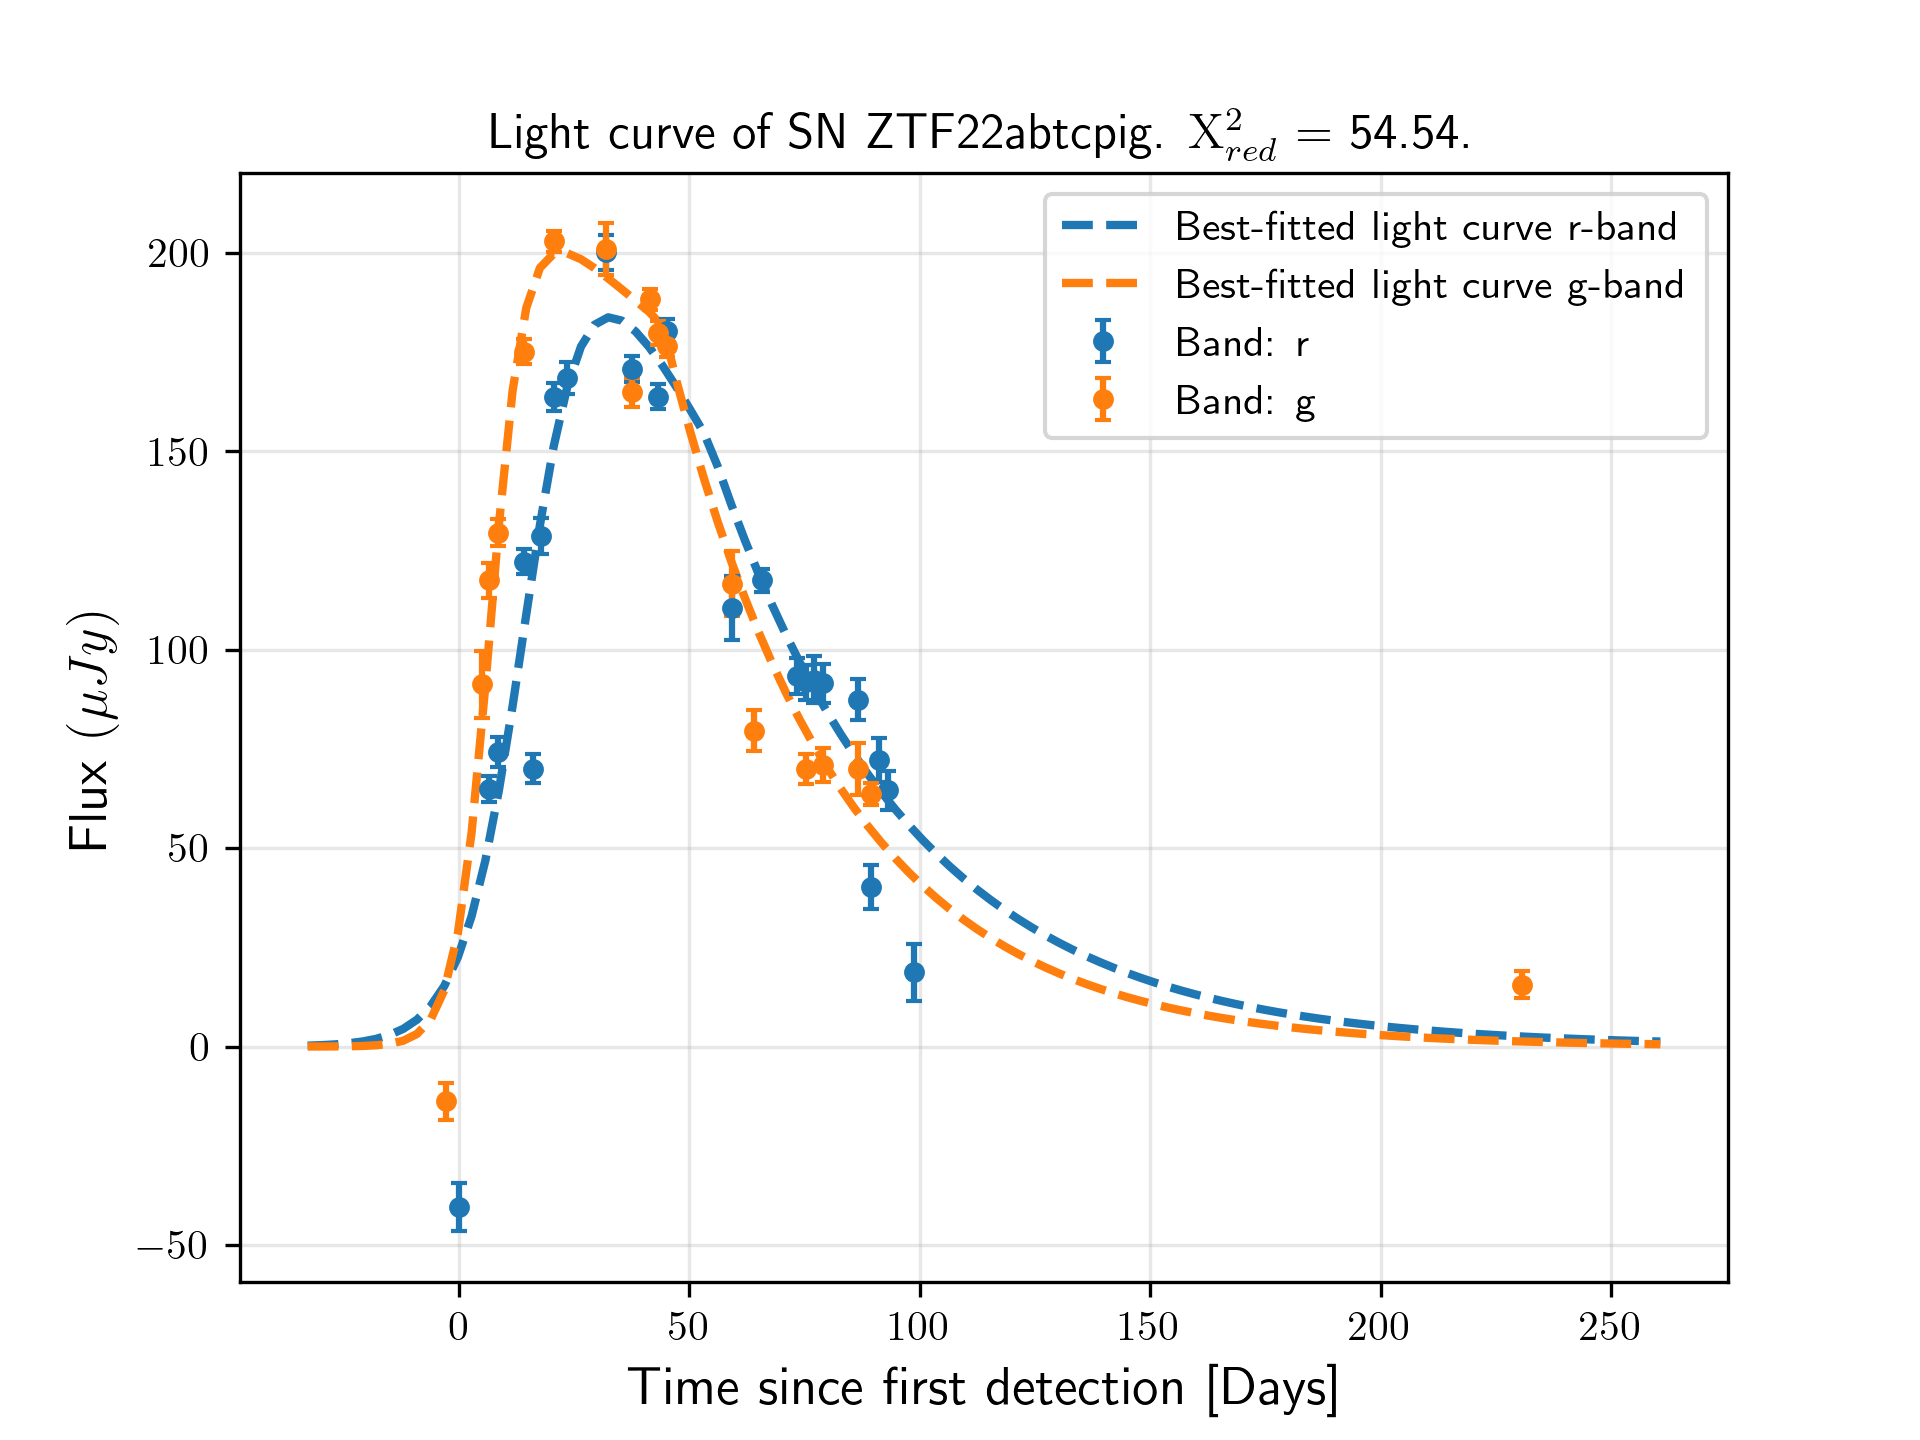 Light curve of SN ZTF22abtcpig. X²_red = 54.54.
Best-fitted light curve r-band
Best-fitted light curve g-band
Band: r
Band: g
Flux (μJy)
200
150
100
50
0
−50
0 50 100 150 200 250
Time since first detection [Days]